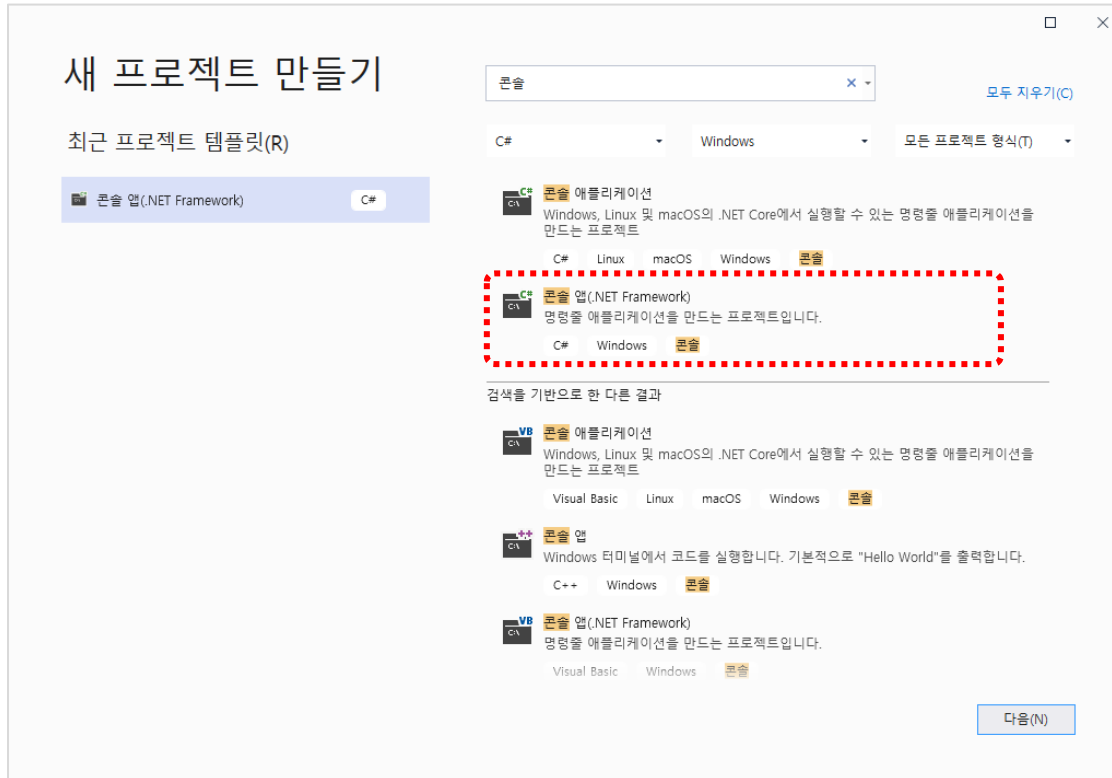 새 프로젝트 만들기
최근 프로젝트 템플릿(R)
콘솔 앱(.NET Framework) C#
콘솔
모두 지우기(C)
C# Windows 모든 프로젝트 형식(T)
C# 콘솔 애플리케이션
C:\ Windows, Linux 및 macOS의 .NET Core에서 실행할 수 있는 명령줄 애플리케이션을
만드는 프로젝트
C# Linux macOS Windows 콘솔
C# 콘솔 앱(.NET Framework)
C:\ 명령줄 애플리케이션을 만드는 프로젝트입니다.
C# Windows 콘솔
검색을 기반으로 한 다른 결과
VB 콘솔 애플리케이션
C:\ Windows, Linux 및 macOS의 .NET Core에서 실행할 수 있는 명령줄 애플리케이션을
만드는 프로젝트
Visual Basic Linux macOS Windows 콘솔
++ 콘솔 앱
C:\ Windows 터미널에서 코드를 실행합니다. 기본적으로 "Hello World"를 출력합니다.
C++ Windows 콘솔
VB 콘솔 앱(.NET Framework)
C:\ 명령줄 애플리케이션을 만드는 프로젝트입니다.
Visual Basic Windows 콘솔
다음(N)